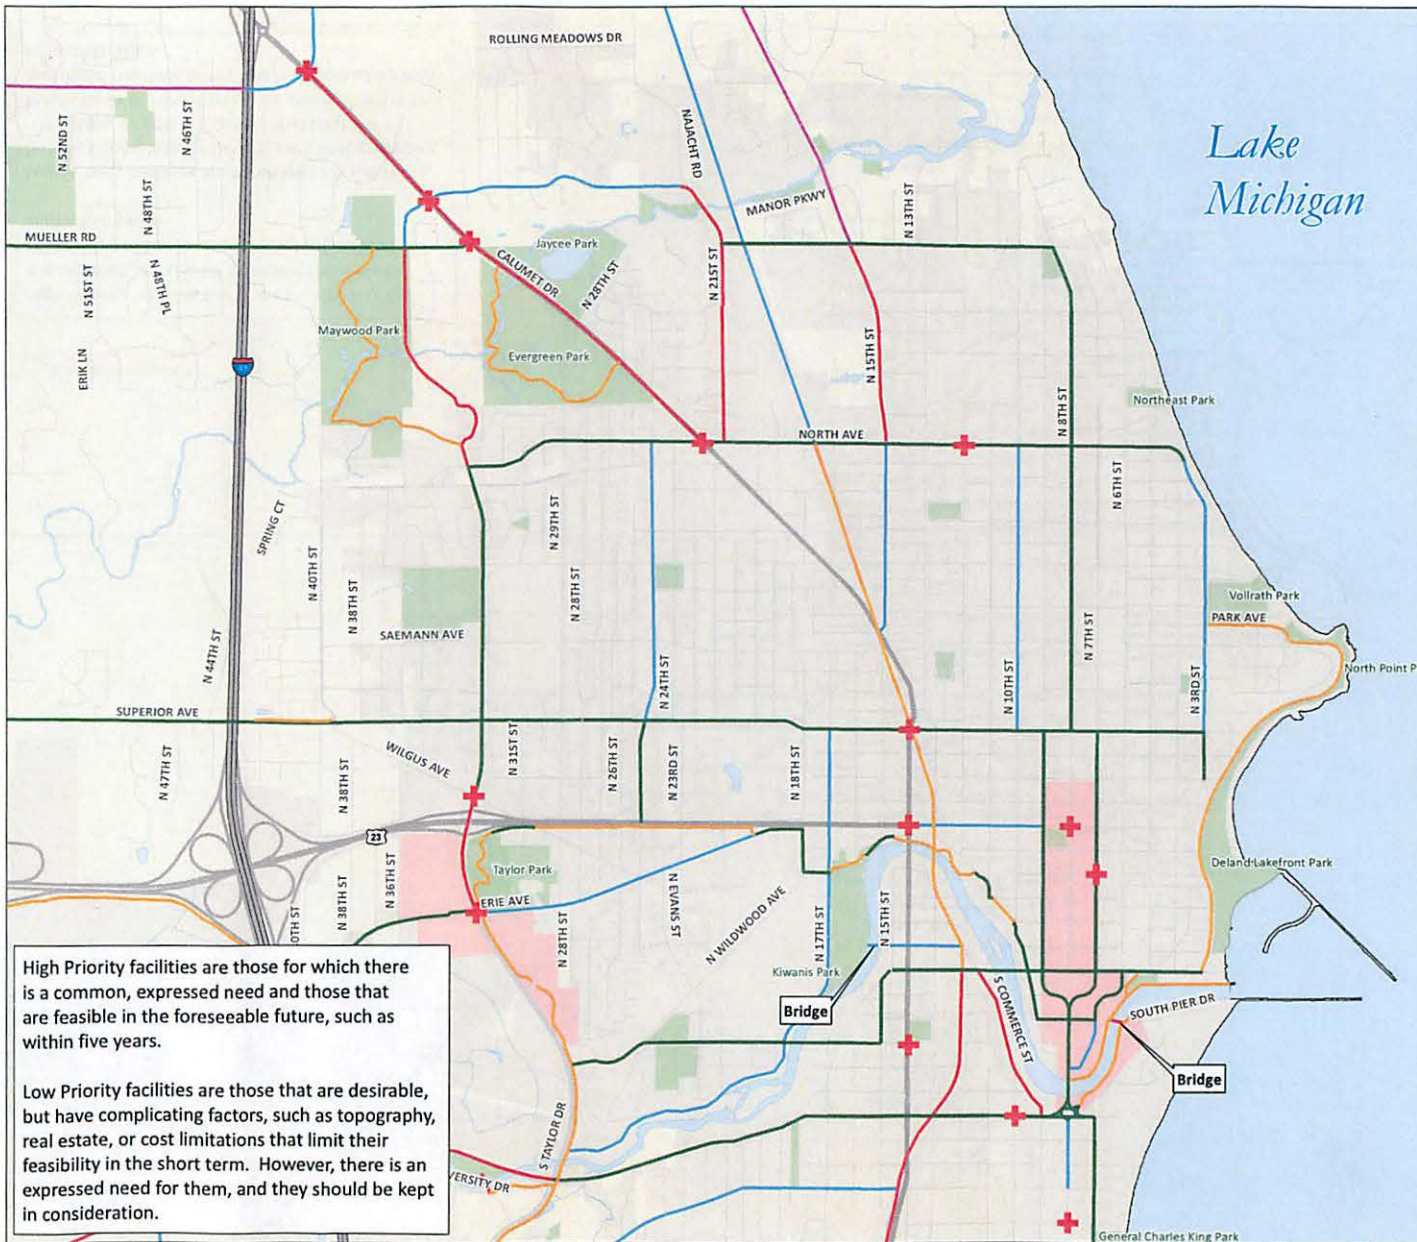 ROLLING MEADOWS DR
Lake
Michigan
N 52ND ST
N 46TH ST
NAJACHT RD
N 48TH ST
MANOR PKWY
N 13TH ST
MUELLER RD
Jaycee Park
CALUMET DR
N 28TH ST
N 21ST ST
N 51ST ST
N 48TH PL
Maywood Park
Evergreen Park
ERIK LN
N 15TH ST
Northeast Park
N 8TH ST
NORTH AVE
N 6TH ST
SPRING CT
N 29TH ST
N 40TH ST
N 38TH ST
N 28TH ST
SAEMANN AVE
Vollrath Park
PARK AVE
N 7TH ST
N 44TH ST
N 24TH ST
N 10TH ST
N 3RD ST
North Point P
SUPERIOR AVE
WILGUS AVE
N 31ST ST
N 47TH ST
N 38TH ST
N 26TH ST
N 23RD ST
N 18TH ST
23
Taylor Park
Deland-Lakefront Park
N 36TH ST
N 38TH ST
ERIE AVE
N EVANS ST
N WILDWOOD AVE
N 28TH ST
N 17TH ST
N 15TH ST
0TH ST
Kiwanis Park
Bridge
S COMMERCE ST
SOUTH PIER DR
Bridge
High Priority facilities are those for which there
is a common, expressed need and those that
are feasible in the foreseeable future, such as
within five years.
Low Priority facilities are those that are desirable,
but have complicating factors, such as topography,
real estate, or cost limitations that limit their
feasibility in the short term. However, there is an
expressed need for them, and they should be kept
in consideration.
S TAYLOR DR
VERSITY DR
General Charles King Park